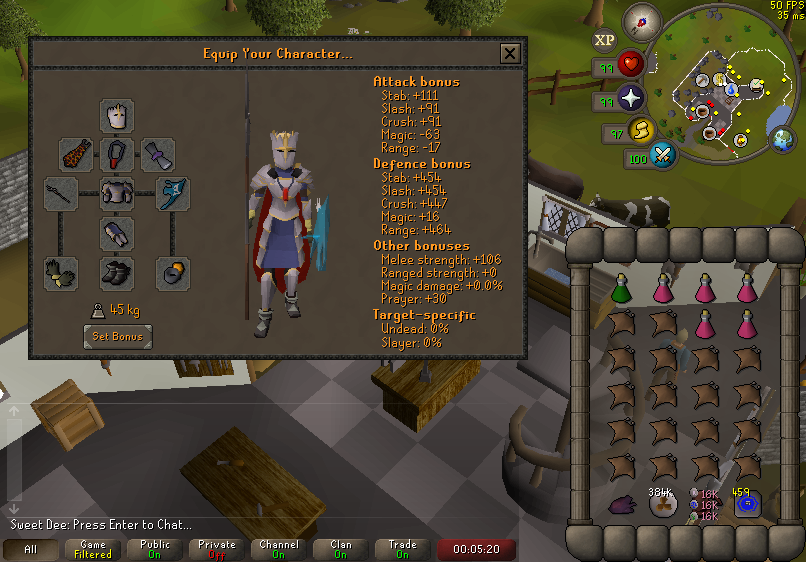 50 FPS
35 ms
Equip Your Character...
XP
99
99
97
100
Attack bonus
Stab: +111
Slash: +91
Crush: +91
Magic: -63
Range: -17
Defence bonus
Stab: +454
Slash: +454
Crush: +447
Magic: +16
Range: +464
Other bonuses
Melee strength: +106
Ranged strength: +0
Magic damage: +0.0%
Prayer: +30
Target-specific
Undead: 0%
Slayer: 0%
45 kg
Set Bonus
384K
16K
16K
16K
459
Sweet Dee: Press Enter to Chat...
All
Game
Filtered
Public
On
Private
Off
Channel
On
Clan
On
Trade
On
00:05:20